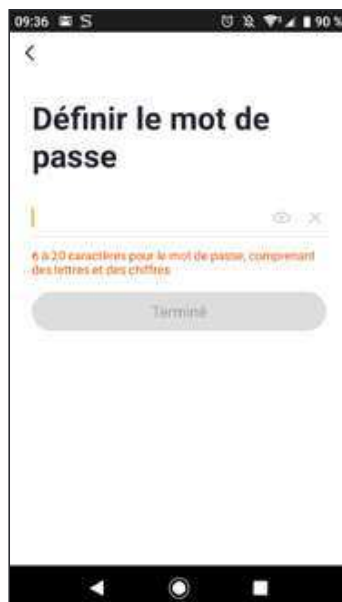 09:36 S 90 %
Définir le mot de
passe
6 à 20 caractères pour le mot de passe, comprenant
des lettres et des chiffres
Terminé